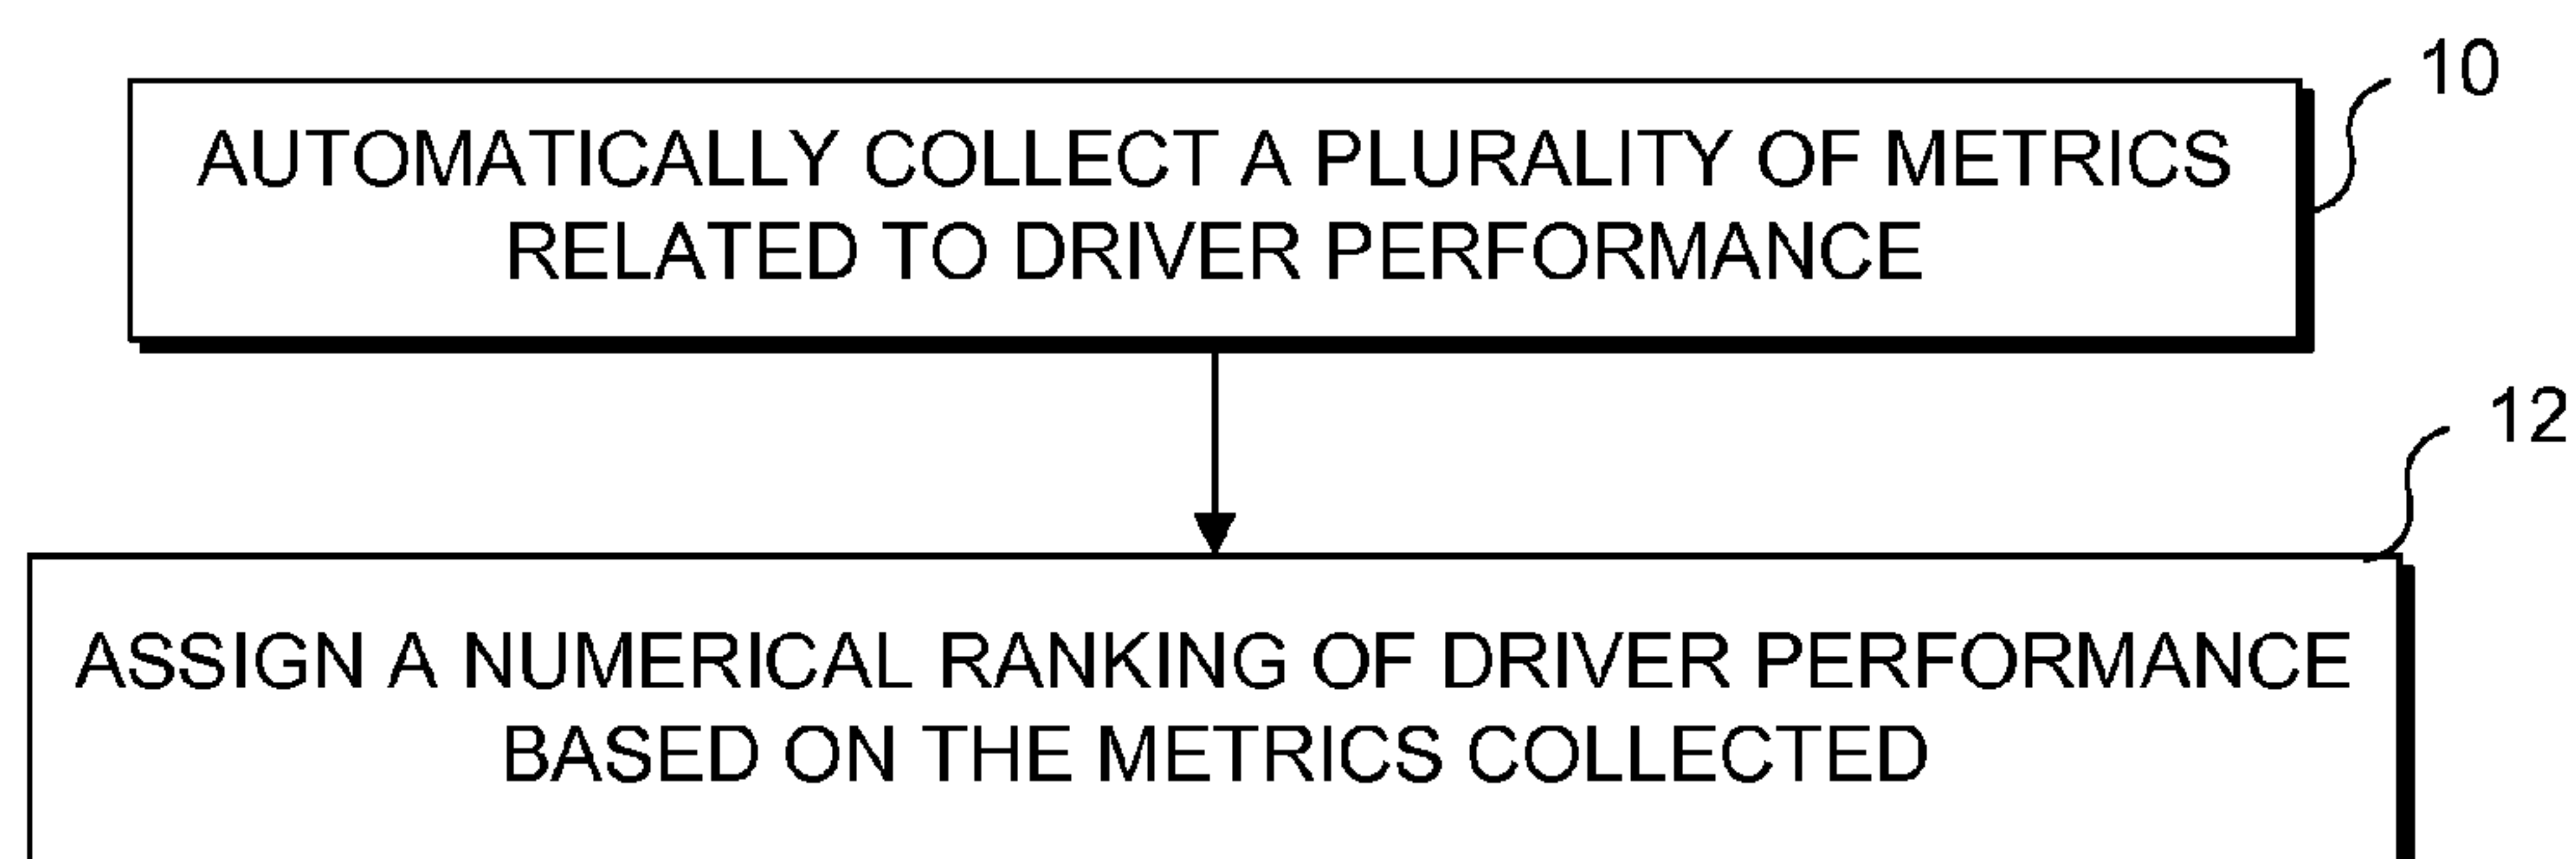 10
AUTOMATICALLY COLLECT A PLURALITY OF METRICS
RELATED TO DRIVER PERFORMANCE
12
ASSIGN A NUMERICAL RANKING OF DRIVER PERFORMANCE
BASED ON THE METRICS COLLECTED